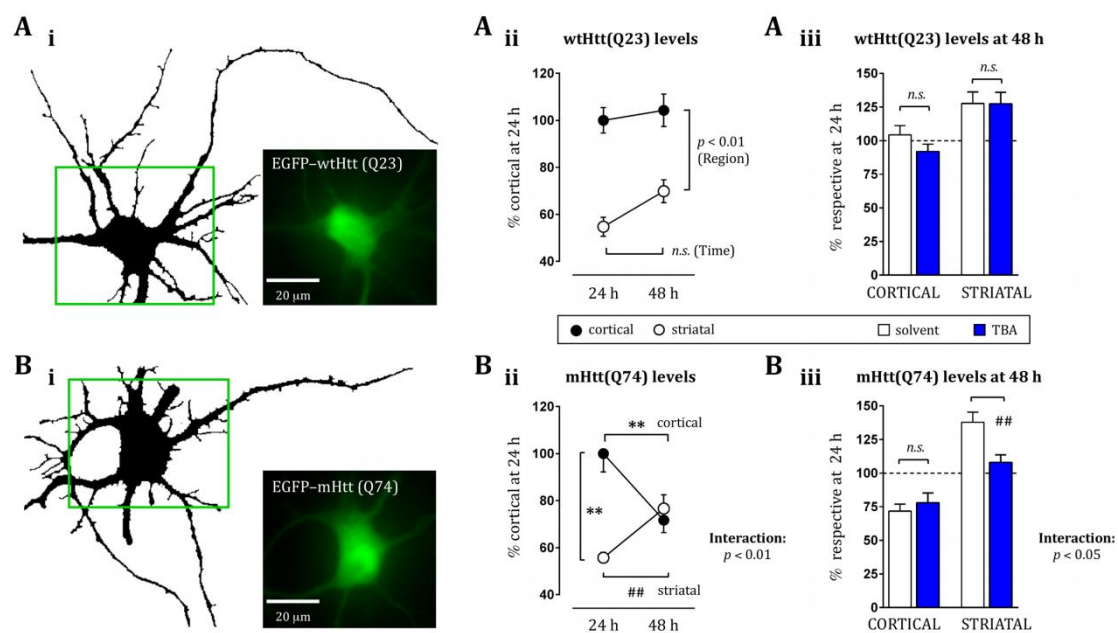 A i
EGFP–wtHtt (Q23)
20 μm
A ii wtHtt(Q23) levels
% cortical at 24 h
120
100
80
60
40
p < 0.01
(Region)
n.s. (Time)
24 h 48 h
A iii wtHtt(Q23) levels at 48 h
% respective at 24 h
150
125
100
75
50
25
0
n.s. n.s.
CORTICAL STRIATAL
cortical striatal solvent TBA
B i
EGFP–mHtt (Q74)
20 μm
B ii mHtt(Q74) levels
% cortical at 24 h
120
100
80
60
40
** cortical
**
## striatal
24 h 48 h
Interaction:
p < 0.01
B iii mHtt(Q74) levels at 48 h
% respective at 24 h
150
125
100
75
50
25
0
n.s.
##
CORTICAL STRIATAL
Interaction:
p < 0.05